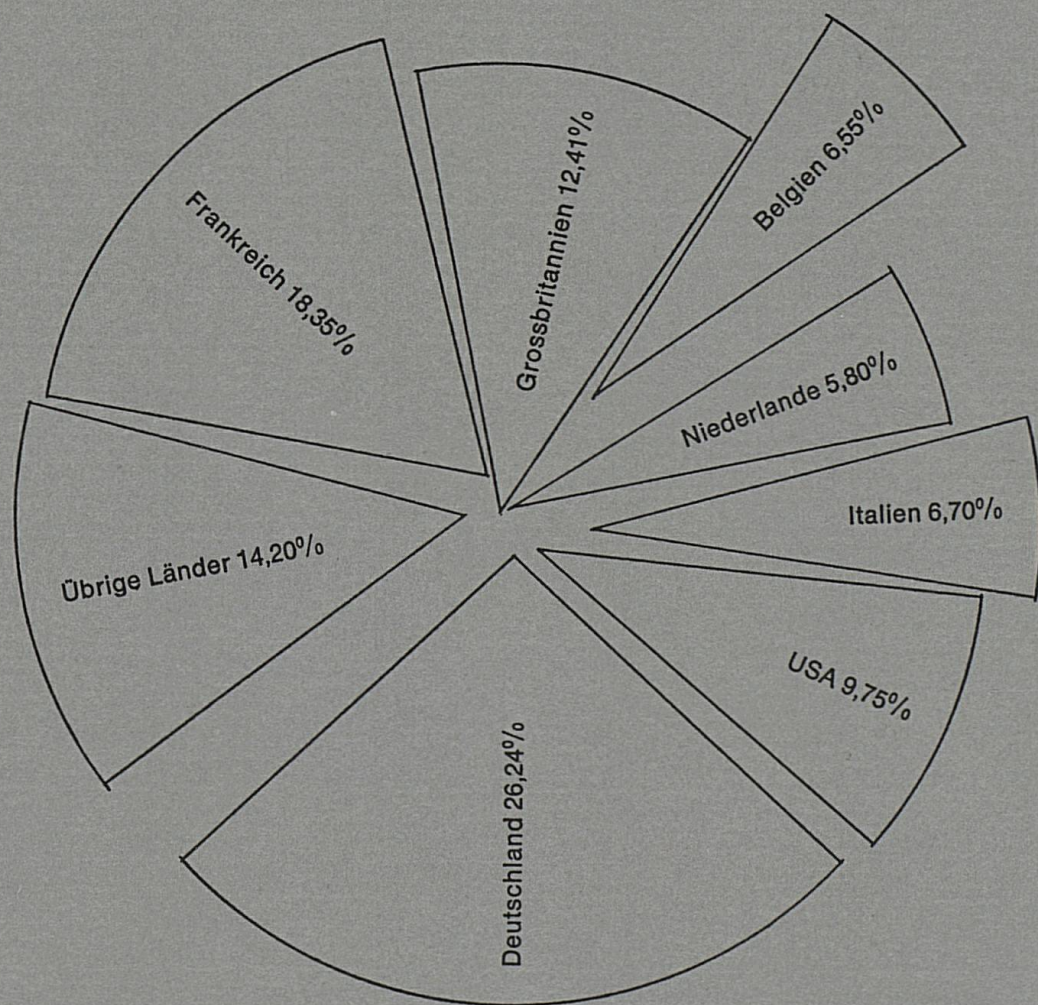 Frankreich 18,35%
Grossbritannien 12,41%
Belgien 6,55%
Niederlande 5,80%
Italien 6,70%
USA 9,75%
Deutschland 26,24%
Übrige Länder 14,20%